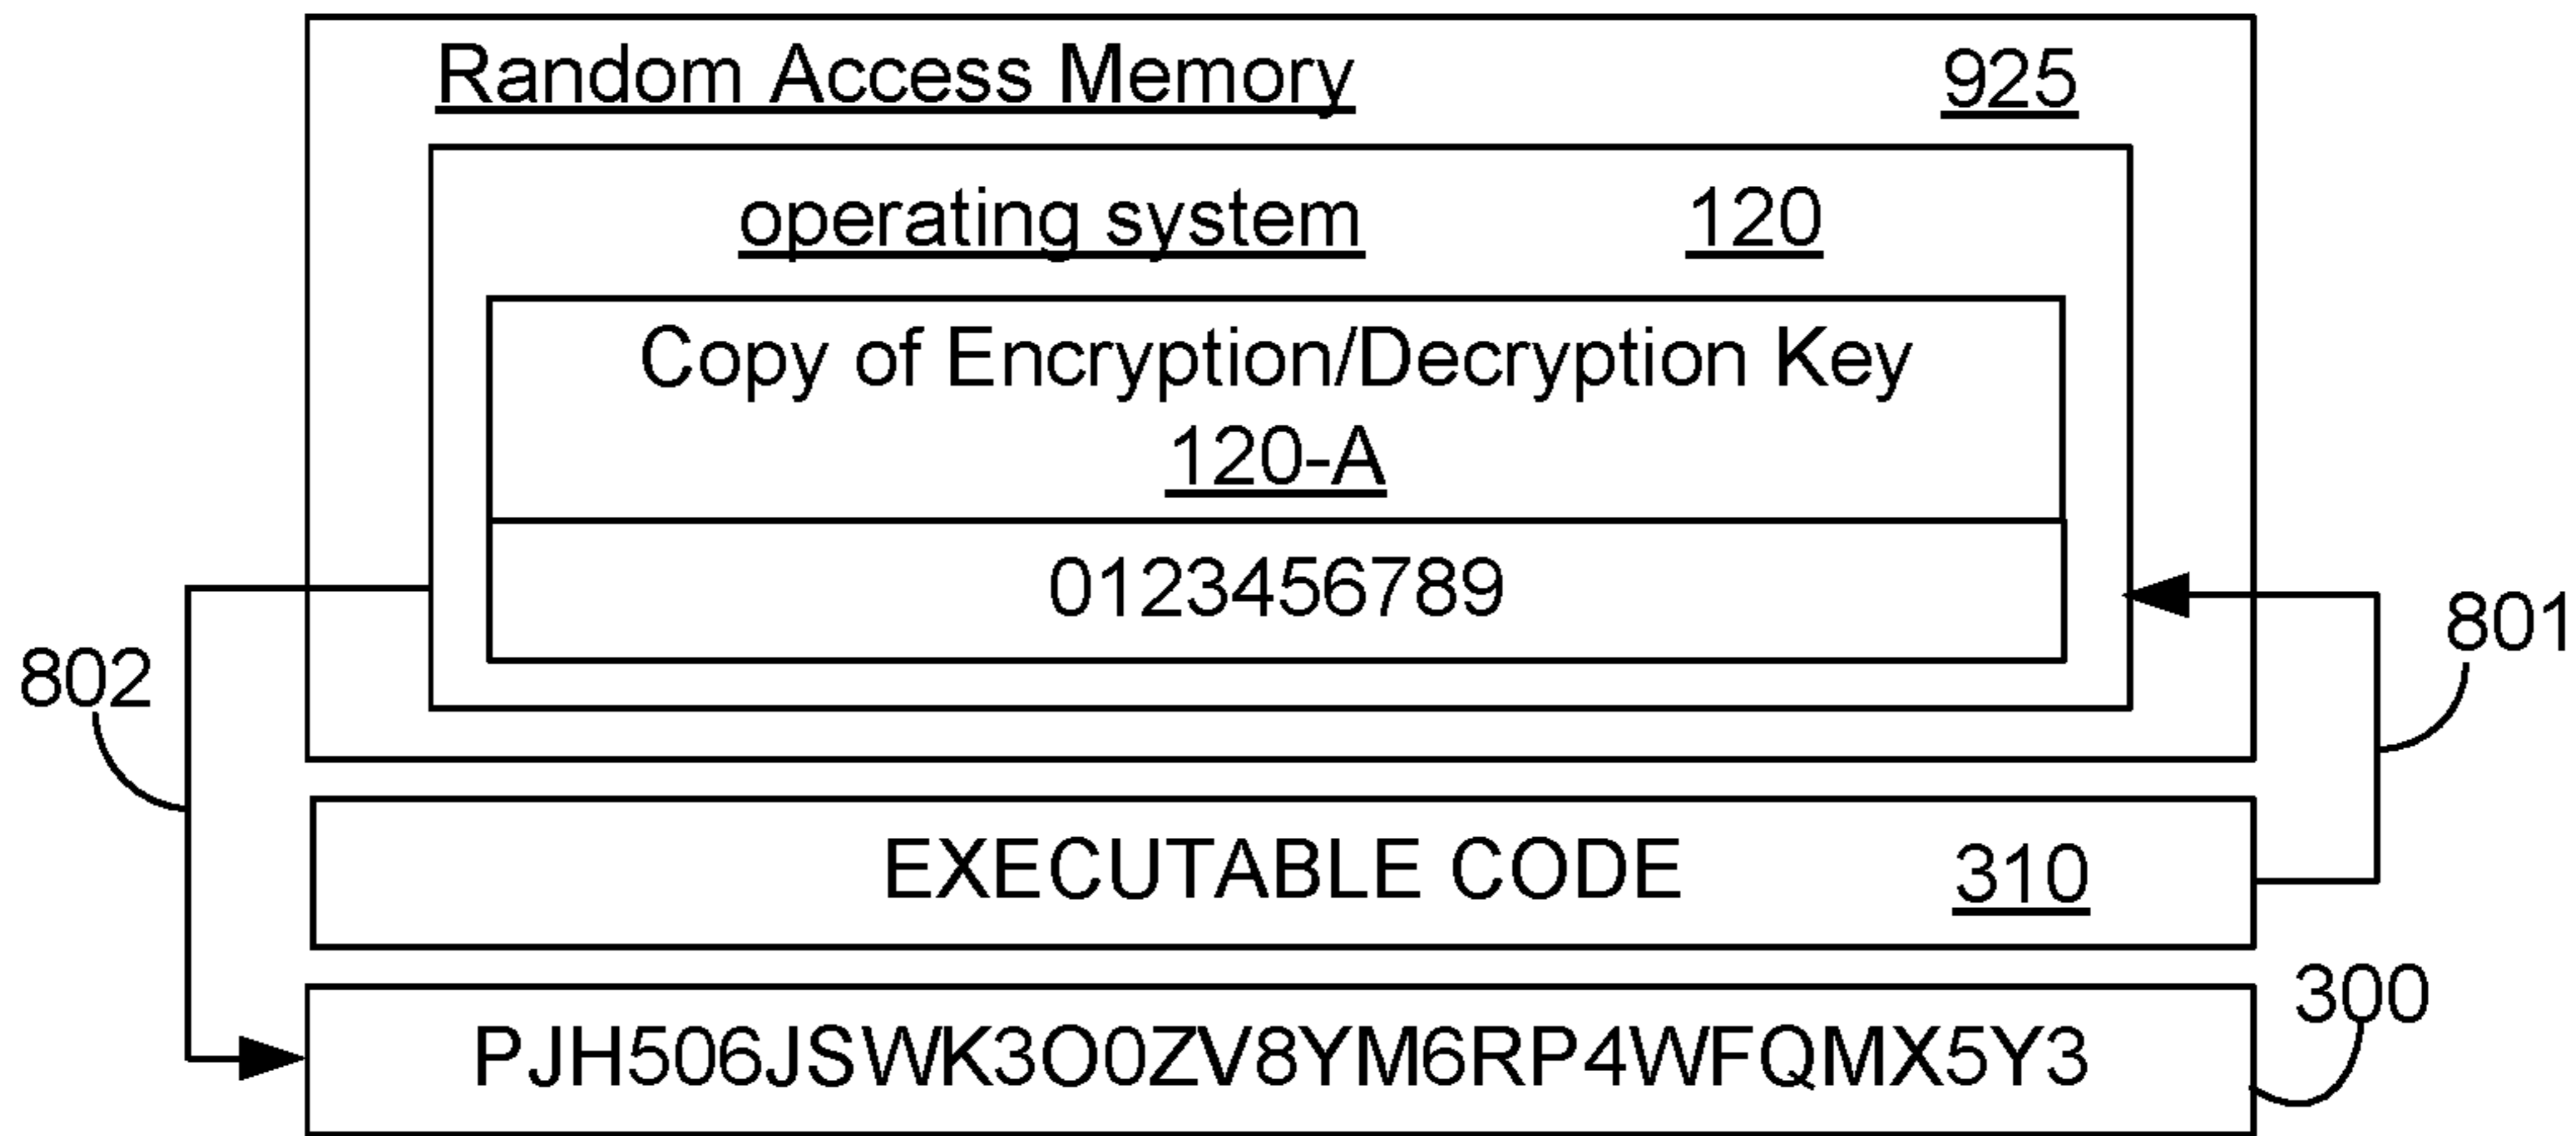 Random Access Memory 925
operating system 120
Copy of Encryption/Decryption Key
120-A
0123456789
801
802
EXECUTABLE CODE 310
300
PJH506JSWK3O0ZV8YM6RP4WFQMX5Y3